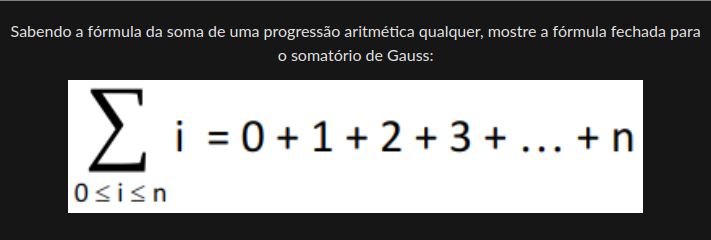 Sabendo a fórmula da soma de uma progressão aritmética qualquer, mostre a fórmula fechada para
o somatório de Gauss:
∑ i = 0 + 1 + 2 + 3 + ... + n
0 ≤ i ≤ n